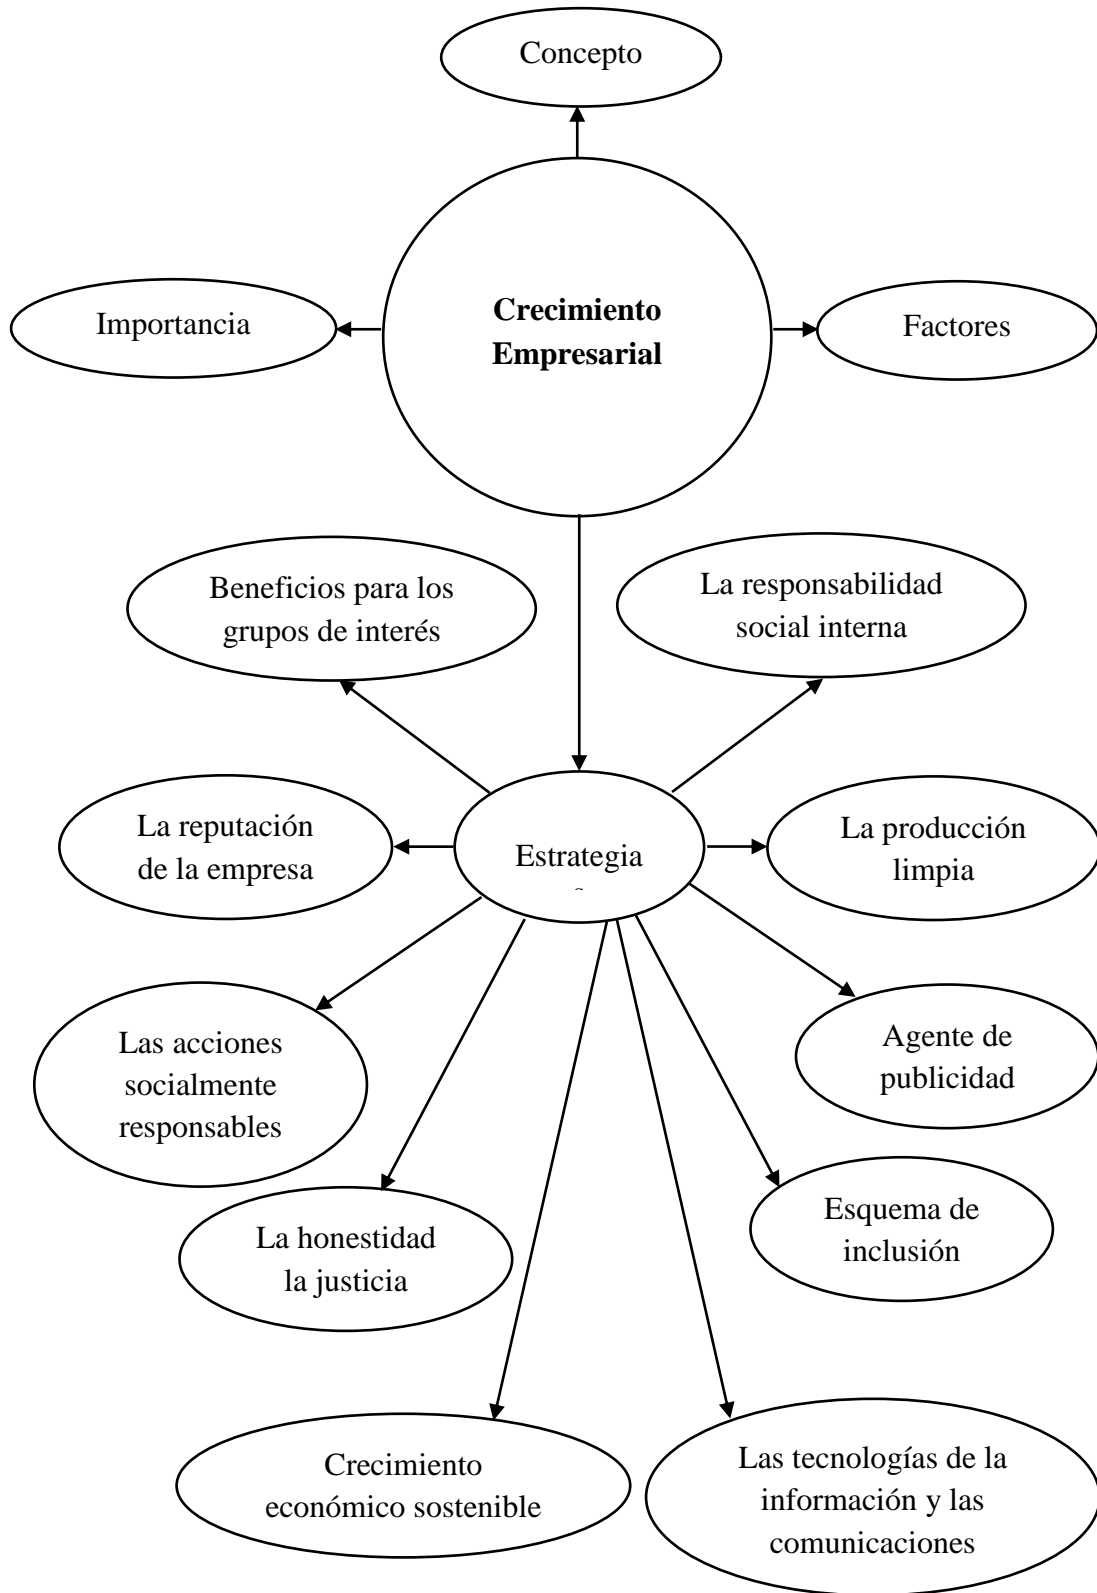 Concepto
Crecimiento
Empresarial
Importancia
Factores
Beneficios para los
grupos de interés
La responsabilidad
social interna
La reputación
de la empresa
Estrategia
s
La producción
limpia
Las acciones
socialmente
responsables
Agente de
publicidad
La honestidad
la justicia
Esquema de
inclusión
Crecimiento
económico sostenible
Las tecnologías de la
información y las
comunicaciones